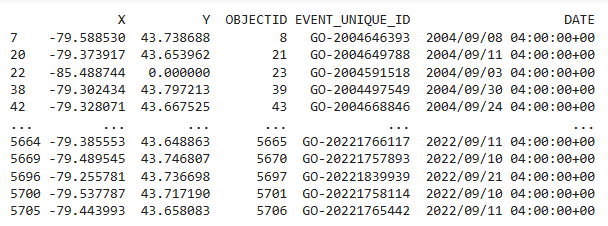 X Y OBJECTID EVENT_UNIQUE_ID DATE
7 -79.588530 43.738688 8 GO-2004646393 2004/09/08 04:00:00+00
20 -79.373917 43.653962 21 GO-2004649788 2004/09/11 04:00:00+00
22 -85.488744 0.000000 23 GO-2004591518 2004/09/03 04:00:00+00
38 -79.302434 43.797213 39 GO-2004497549 2004/09/30 04:00:00+00
42 -79.328071 43.667525 43 GO-2004668846 2004/09/24 04:00:00+00
... ... ... ... ... ...
5664 -79.385553 43.648863 5665 GO-20221766117 2022/09/11 04:00:00+00
5669 -79.489545 43.746807 5670 GO-20221757893 2022/09/10 04:00:00+00
5696 -79.255781 43.736698 5697 GO-20221839939 2022/09/21 04:00:00+00
5700 -79.537787 43.717190 5701 GO-20221758114 2022/09/10 04:00:00+00
5705 -79.443993 43.658083 5706 GO-20221765442 2022/09/11 04:00:00+00